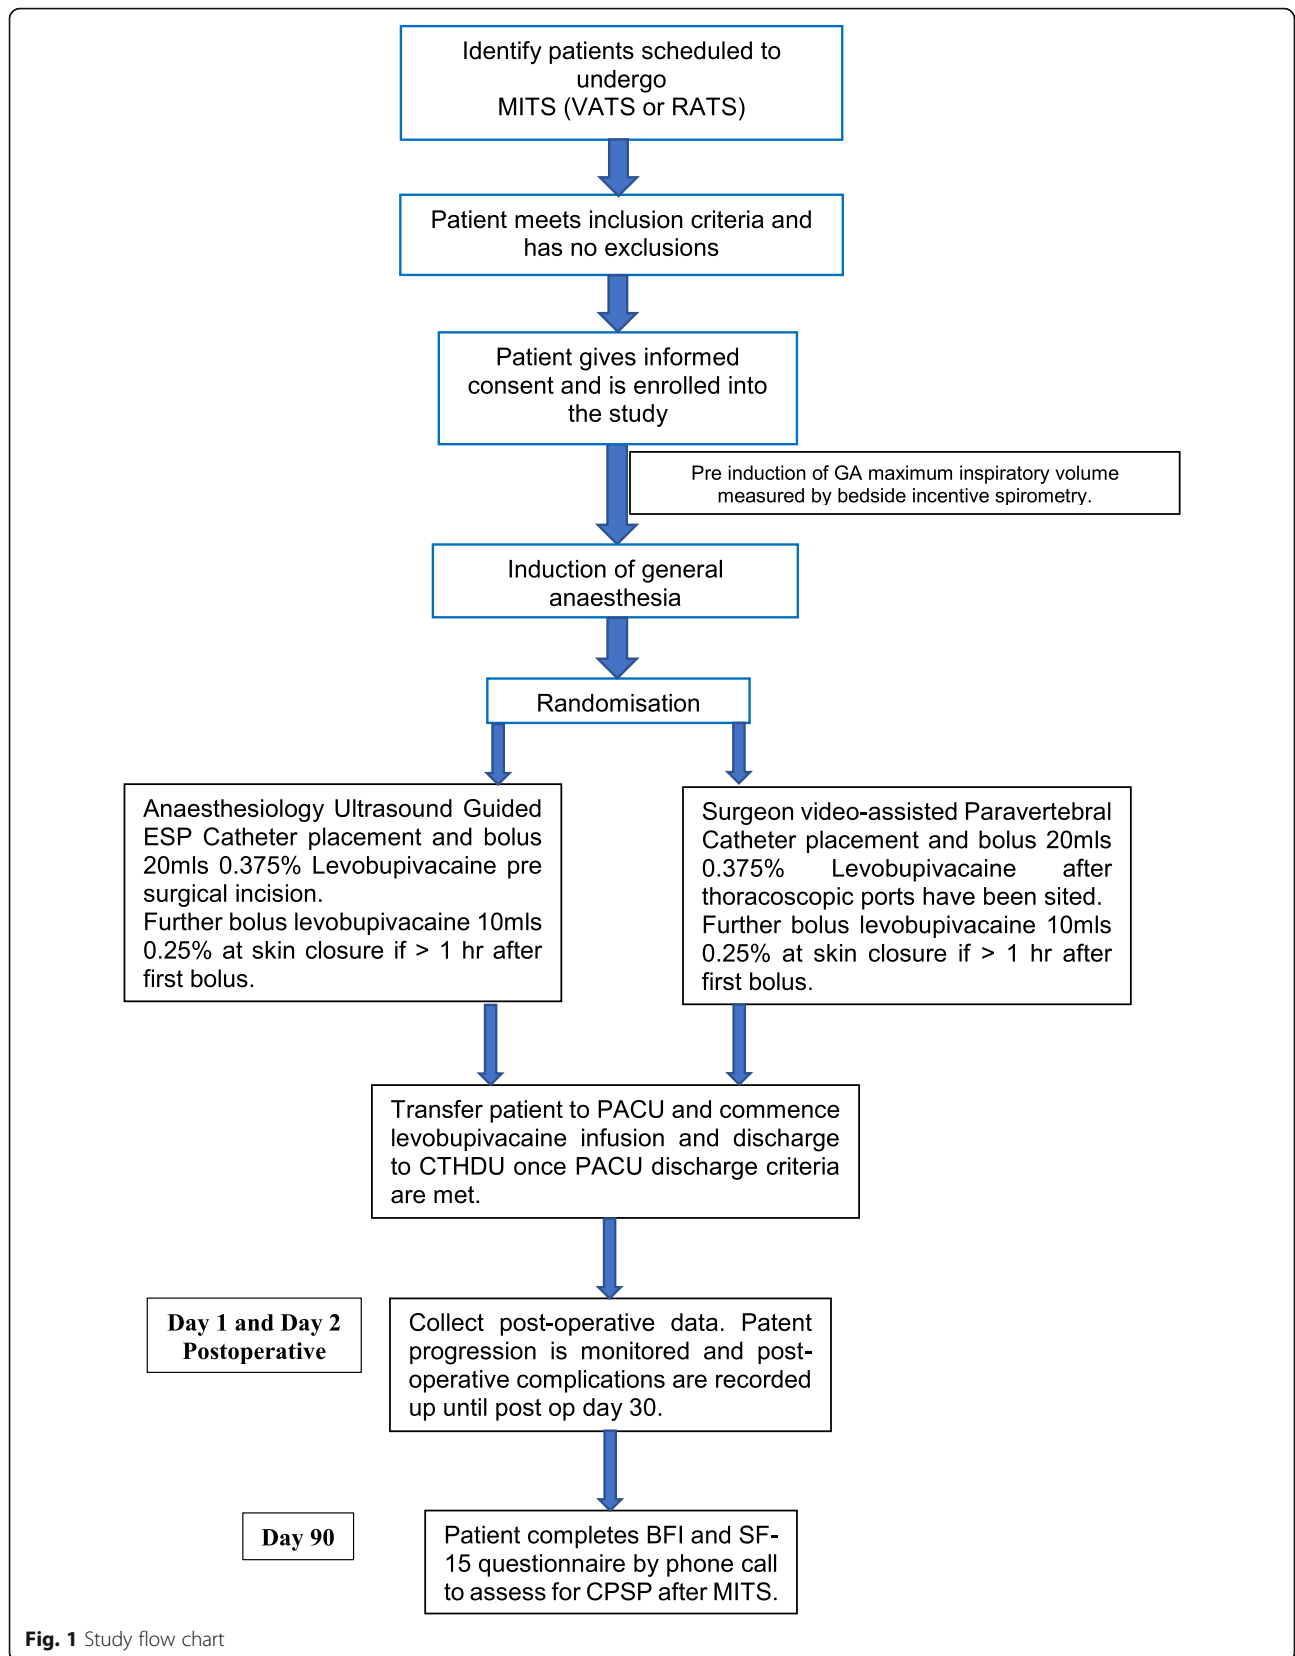 Identify patients scheduled to
undergo
MITS (VATS or RATS)
Patient meets inclusion criteria and
has no exclusions
Patient gives informed
consent and is enrolled into
the study
Pre induction of GA maximum inspiratory volume
measured by bedside incentive spirometry.
Induction of general
anaesthesia
Randomisation
Anaesthesiology Ultrasound Guided
ESP Catheter placement and bolus
20mls 0.375% Levobupivacaine pre
surgical incision.
Further bolus levobupivacaine 10mls
0.25% at skin closure if > 1 hr after
first bolus.
Surgeon video-assisted Paravertebral
Catheter placement and bolus 20mls
0.375% Levobupivacaine after
thoracoscopic ports have been sited.
Further bolus levobupivacaine 10mls
0.25% at skin closure if > 1 hr after
first bolus.
Transfer patient to PACU and commence
levobupivacaine infusion and discharge
to CTHDU once PACU discharge criteria
are met.
Day 1 and Day 2
Postoperative
Collect post-operative data. Patent
progression is monitored and post-
operative complications are recorded
up until post op day 30.
Day 90
Patient completes BFI and SF-
15 questionnaire by phone call
to assess for CPSP after MITS.
Fig. 1 Study flow chart